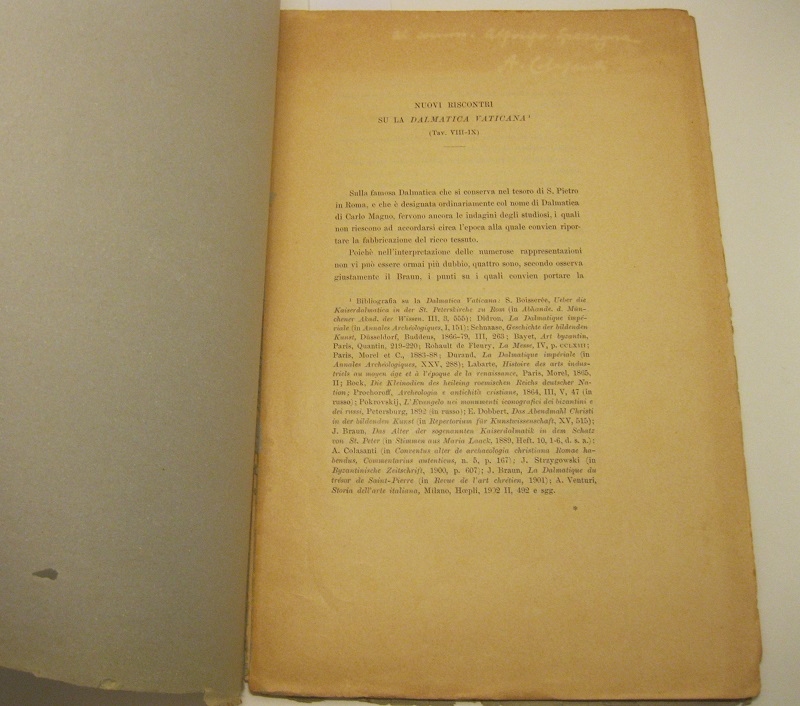 A. Colasanti
NUOVI RISCONTRI
SU LA DALMATICA VATICANA ¹
(Tav. VIII-IX)
Sulla famosa Dalmatica che si conserva nel tesoro di S. Pietro
in Roma, e che è designata ordinariamente col nome di Dalmatica
di Carlo Magno, fervono ancora le indagini degli studiosi, i quali
non riescono ad accordarsi circa l'epoca alla quale convien ripor-
tare la fabbricazione del ricco tessuto.
Poichè nell'interpretazione delle numerose rappresentazioni
non vi può essere ormai più dubbio, quattro sono, secondo osserva
giustamente il Braun, i punti su i quali convien portare la
¹ Bibliografia su la Dalmatica Vaticana: S. Boisserée, Ueber die
Kaiserdalmatica in der St. Peterskirche zu Rom (in Abhandl. d. Mün-
chener Akad. der Wissen. III, 3, 555); Didron, La Dalmatique impé-
riale (in Annales Archéologiques, I, 151); Schnaase, Geschichte der bildenden
Kunst, Düsseldorf, Buddeus, 1866-79, III, 263; Bayet, Art byzantin,
Paris, Quantin, 219-220; Rohault de Fleury, La Messe, IV, p.
Paris, Morel et C., 1883-88; Durand, La Dalmatique impériale (in
Annales Archéologiques, XXV, 288); Labarte, Histoire des arts indus-
triels au moyen âge et à l'époque de la renaissance, Paris, Morel, 1865,
II; Bock, Die Kleinodien des heilsing roemischen Reichs deutscher Na-
tion; Prochoroff, Archeologia e antichità cristiane, 1864, III, V, 47 (in
russo); Pokrovskij, L'Evangelo nei monumenti iconografici dei bizantini e
dei russi, Petersburg, 1892 (in russo); E. Dobbert, Das Abendmahl Christi
in der bildenden Kunst (in Repertorium für Kunstwissenschaft, XV, 515);
J. Braun, Das Alter der sogenannten Kaiserdalmatik in dem Schatz
von St. Peter (in Stimmen aus Maria Laack, 1889, Heft. 10, 1-6, d. s. a.);
A. Colasanti (in Conventus alter de archaeologia christiana Romae ha-
bendus, Commentarius autenticus, n. 5, p. 167); J. Strzygowski (in
Byzantinische Zeitschrift, 1900, p. 607); J. Braun, La Dalmatique du
trésor de Saint-Pierre (in Revue de l'art chrétien, 1901); A. Venturi,
Storia dell'arte italiana, Milano, Hœpli, 1902 II, 492 e sgg.